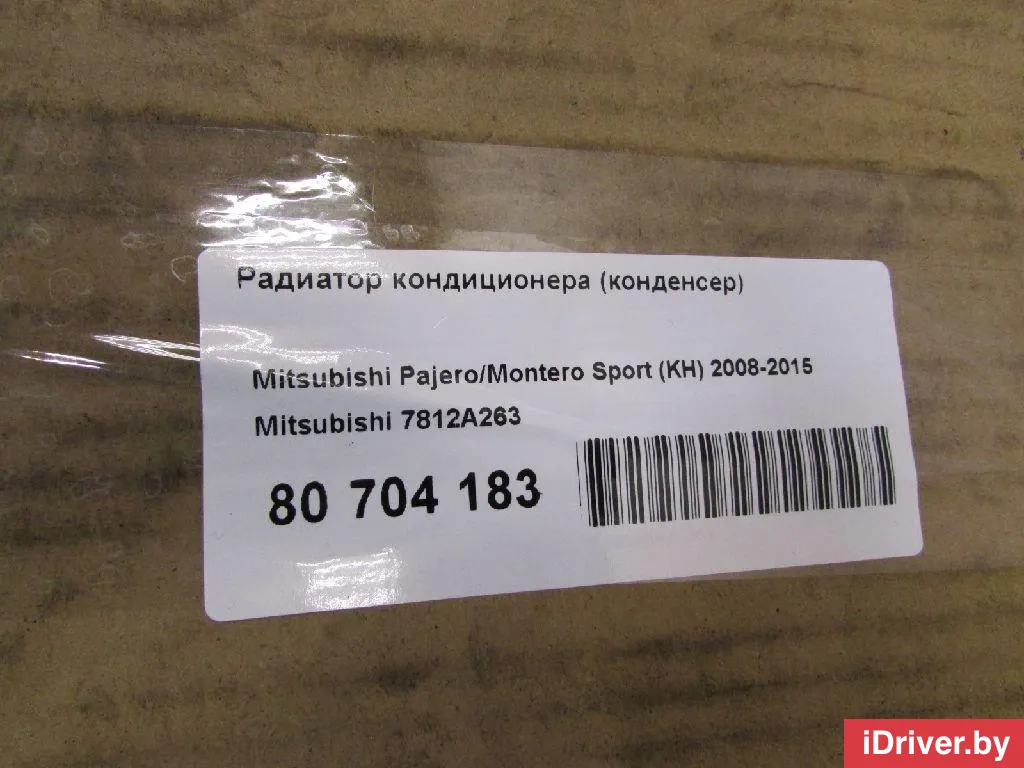 Радиатор кондиционера (конденсер)
Mitsubishi Pajero/Montero Sport (KH) 2008-2015
Mitsubishi 7812A263
80 704 183
iDriver.by